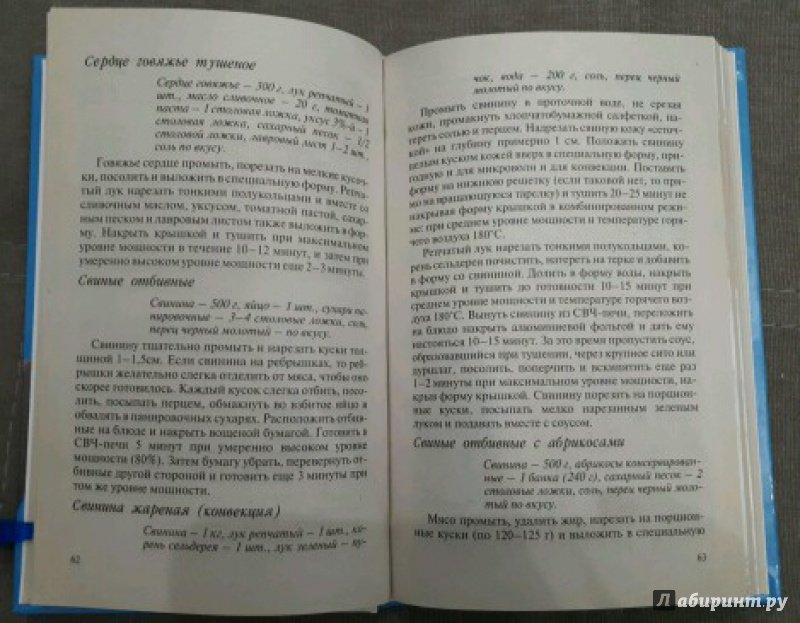 Сердце говяжье тушеное
Сердце говяжье — 500 г, лук репчатый — 1
шт., масло сливочное — 20 г, томатная
паста — 1 столовая ложка, уксус 3%-й — 1
столовая ложка, сахарный песок — 1/2
столовой ложки, лавровый лист 1–2 шт.,
соль по вкусу.
Говяжье сердце промыть, порезать на мелкие кусоч-
ки, посолить и выложить в специальную форму. Репча-
тый лук нарезать тонкими полукольцами и вместе со
сливочным маслом, уксусом, томатной пастой, сахар-
ным песком и лавровым листом также выложить в фор-
му. Накрыть крышкой и тушить при максимальном
уровне мощности в течение 10–12 минут, и затем при
умеренно высоком уровне мощности еще 2–3 минуты.
Свиные отбивные
Свинина — 500 г, яйцо — 1 шт., сухари па-
нировочные — 3–4 столовые ложки, соль,
перец черный молотый — по вкусу.
Свинину тщательно промыть и нарезать куски тол-
щиной 1–1,5см. Если свинина на ребрышках, то реб-
рышки желательно слегка отделить от мяса, чтобы оно
скорее готовилось. Каждый кусок слегка отбить, посо-
лить, посыпать перцем, обмакнуть во взбитое яйцо и
обвалять в панировочных сухарях. Расположить отбив-
ные на блюде и накрыть вощеной бумагой. Готовить в
СВЧ-печи 5 минут при умеренно высоком уровне
мощности (80%). Затем бумагу убрать, перевернуть от-
бивные другой стороной и готовить еще 3 минуты при
том же уровне мощности.
Свинина жареная (конвекция)
Свинина — 1 кг, лук репчатый — 1 шт., ко-
рень сельдерея — 1 шт., лук зеленый — пу-
62
чок, вода — 200 г, соль, перец черный
молотый по вкусу.
Промыть свинину в проточной воде, не срезая
кожи, промакнуть хлопчатобумажной салфеткой, на-
тереть солью и перцем. Надрезать свиную кожу «сеточ-
кой» на глубину примерно 1 см. Положить свинину
целым куском кожей вверх в специальную форму, при-
годную и для микроволн и для конвекции. Поставить
форму на нижнюю решетку (если таковой нет, то пря-
мо на вращающуюся тарелку) и тушить 20–25 минут не
накрывая форму крышкой в комбинированном режи-
ме: при среднем уровне мощности и температуре горя-
чего воздуха 180°С.
Репчатый лук нарезать тонкими полукольцами, ко-
рень сельдерея почистить, натереть на терке и добавить
в форму со свининой. Долить в форму воды, накрыть
крышкой и тушить до готовности 10–15 минут при
среднем уровне мощности и температуре горячего воз-
духа 180°С. Вынуть свинину из СВЧ-печи, переложить
на блюдо накрыть алюминиевой фольгой и дать ему
настояться 10–15 минут. За это время пропустить соус,
образовавшийся при тушении, через крупное сито или
дуршлаг, посолить, поперчить и вскипятить еще раз
1–2 минуты при максимальном уровне мощности, на-
крыв форму крышкой. Свинину порезать на порцион-
ные куски, посыпать мелко нарезанным зеленым
луком и подавать вместе с соусом.
Свиные отбивные с абрикосами
Свинина — 500 г, абрикосы консервирован-
ные — 1 банка (240 г), сахарный песок — 2
столовые ложки, соль, перец черный моло-
тый по вкусу.
Мясо промыть, удалить жир, нарезать на порцион-
ные куски (по 120–125 г) и выложить в специальную
63
Лабиринт.ру